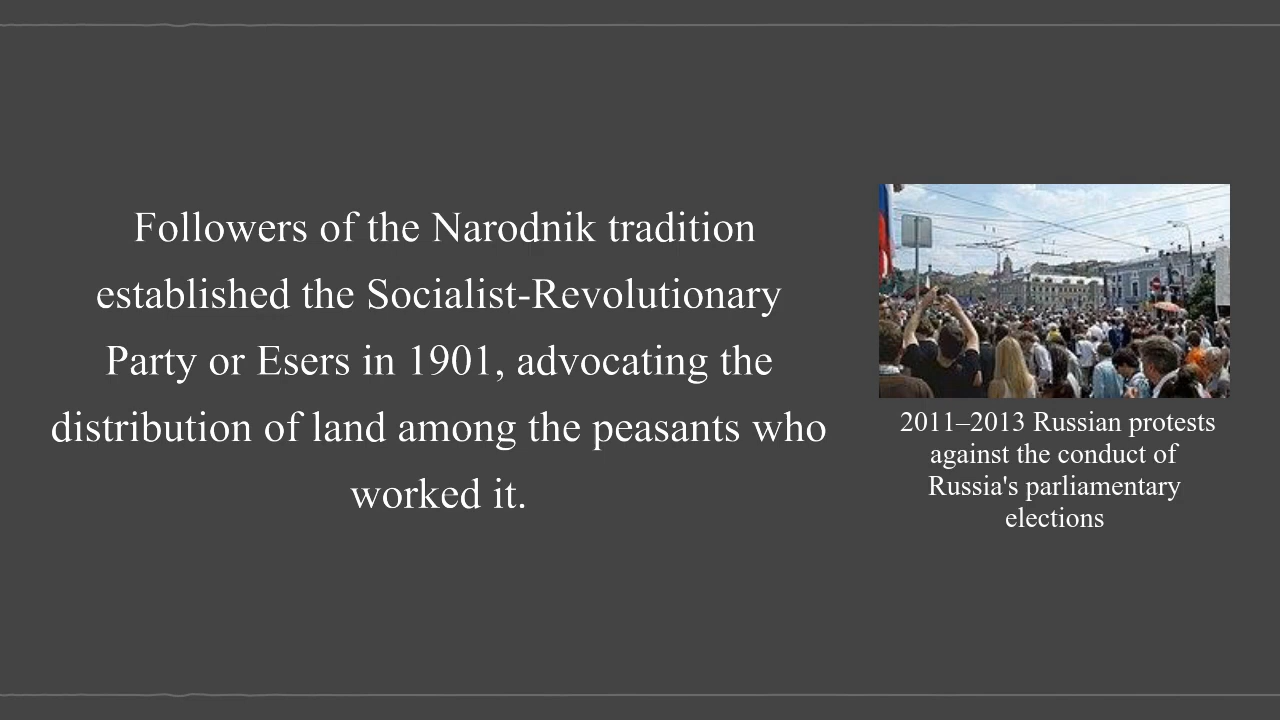 Followers of the Narodnik tradition
established the Socialist-Revolutionary
Party or Esers in 1901, advocating the
distribution of land among the peasants who
worked it.
2011–2013 Russian protests
against the conduct of
Russia's parliamentary
elections